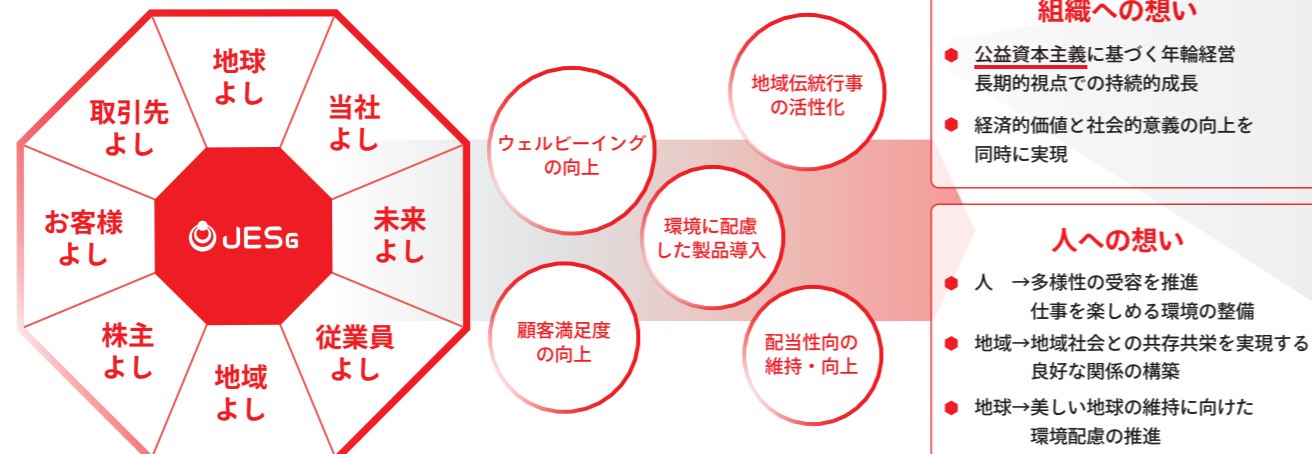 地球
よし
当社
よし
未来
よし
従業員
よし
地域
よし
株主
よし
お客様
よし
取引先
よし
JESG
ウェルビーイング
の向上
地域伝統行事
の活性化
環境に配慮
した製品導入
顧客満足度
の向上
配当性向の
維持・向上
組織への想い
公益資本主義に基づく年輪経営
長期的視点での持続的成長
経済的価値と社会的意義の向上を
同時に実現
人への想い
人　→多様性の受容を推進
仕事を楽しめる環境の整備
地域→地域社会との共存共栄を実現する
良好な関係の構築
地球→美しい地球の維持に向けた
環境配慮の推進